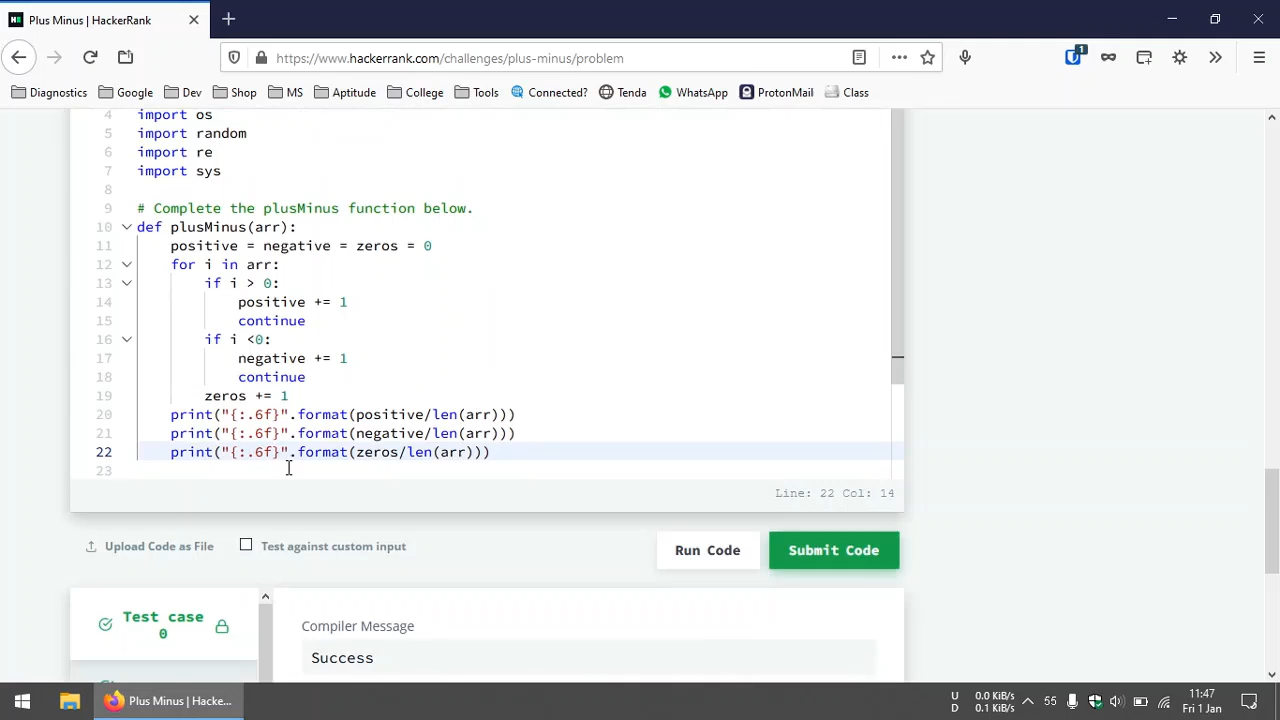 Plus Minus | HackerRank
https://www.hackerrank.com/challenges/plus-minus/problem
1
Diagnostics Google Dev Shop MS Aptitude College Tools Connected? Tenda WhatsApp ProtonMail Class
4 import os
5 import random
6 import re
7 import sys
8
9 # Complete the plusMinus function below.
10 def plusMinus(arr):
11 positive = negative = zeros = 0
12 for i in arr:
13 if i > 0:
14 positive += 1
15 continue
16 if i <0:
17 negative += 1
18 continue
19 zeros += 1
20 print("{:.6f}".format(positive/len(arr)))
21 print("{:.6f}".format(negative/len(arr)))
22 print("{:.6f}".format(zeros/len(arr)))
23
Line: 22 Col: 14
Upload Code as File Test against custom input Run Code Submit Code
Test case
0
Compiler Message
Success
Plus Minus | Hacke...
U 0.0 KiB/s
D 0.1 KiB/s
55
11:47
Fri 1 Jan